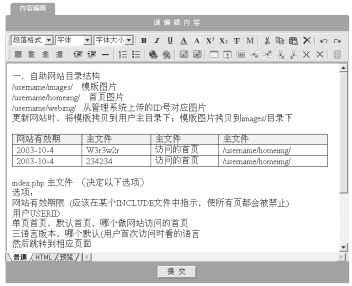 内容编辑
请编辑内容
段落格式 字体 字体大小
一．自助网站目录结构
/username/images/ 模版图片
/username/homeimg/ 首页图片
/username/webimg/ 从管理系统上传的ID号对应图片
更新网站时，将模版拷贝到用户主目录下；模版图片拷贝到images/目录下
网站有效期 主文件 主文件 主文件
2003-10-4 W3r3w2r 访问的首页 /username/homeimg/
2003-10-4 234234 访问的首页 /username/homeimg/
index.php 主文件 （决定以下选项）
选项：
网站有效期限（应该在某个INCLUDE文件中指示，使所有页都会被禁止）
用户USERID
单页首页，默认首页，哪个做网站访问的首页
三语言版本，哪个默认(用户首次访问时看的语言
然后跳转到相应页面
普通 HTML 预览
提 交